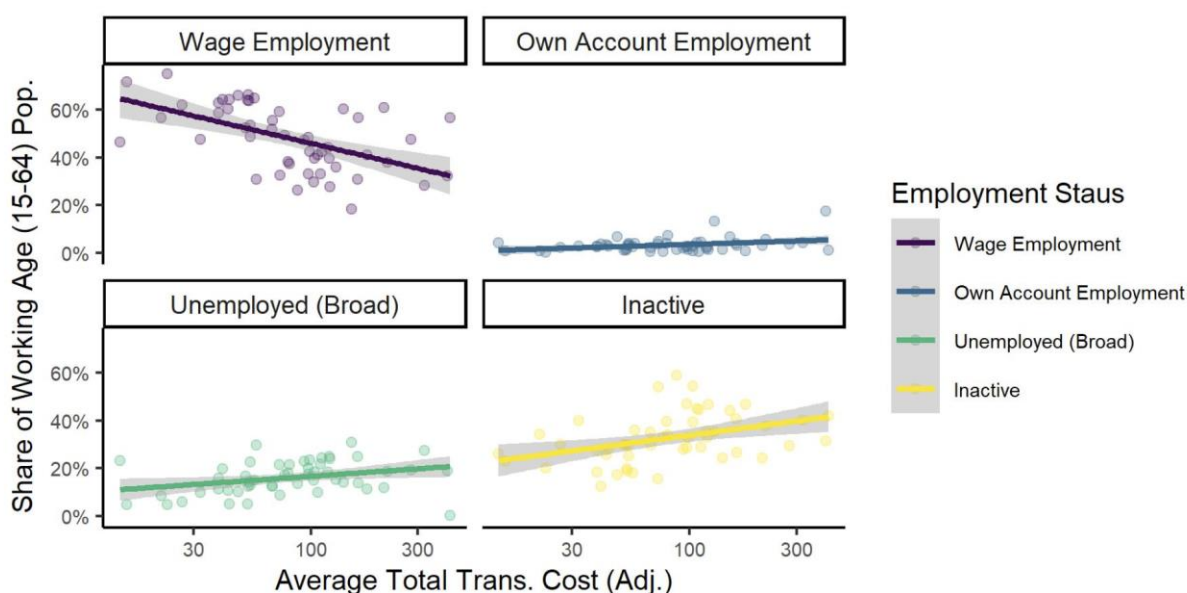 Wage Employment
Own Account Employment
Share of Working Age (15-64) Pop.
60%
40%
20%
0%
Unemployed (Broad)
Inactive
60%
40%
20%
0%
30
100
300
30
100
300
Average Total Trans. Cost (Adj.)
Employment Staus
Wage Employment
Own Account Employment
Unemployed (Broad)
Inactive